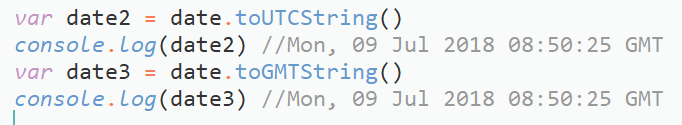 var date2 = date.toUTCString()
console.log(date2) //Mon, 09 Jul 2018 08:50:25 GMT
var date3 = date.toGMTString()
console.log(date3) //Mon, 09 Jul 2018 08:50:25 GMT